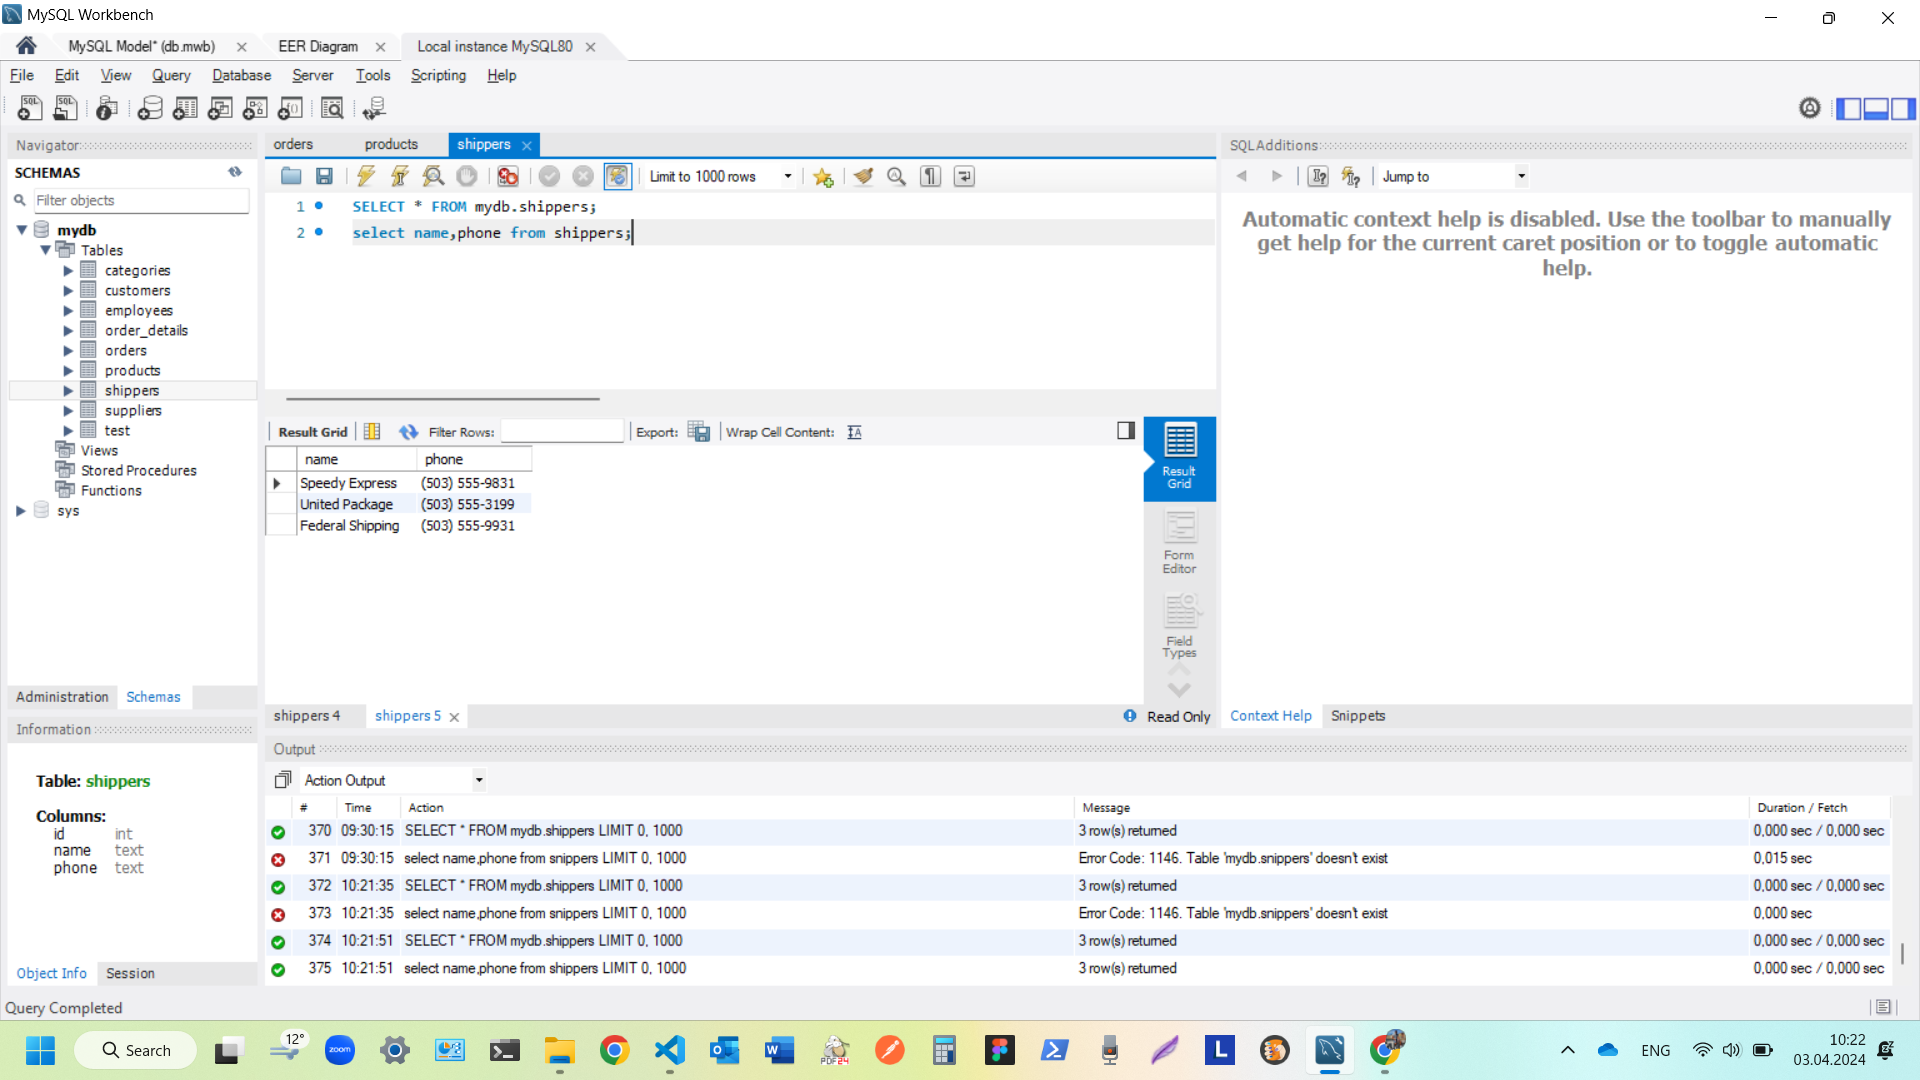 MySQL Workbench
MySQL Model* (db.mwb) EER Diagram Local instance MySQL80
File Edit View Query Database Server Tools Scripting Help
Navigator
SCHEMAS
Filter objects
mydb
Tables
categories
customers
employees
order_details
orders
products
shippers
suppliers
test
Views
Stored Procedures
Functions
sys
Administration Schemas
Information
Table: shippers
Columns:
id int
name text
phone text
Object Info Session
Query Completed
orders products shippers
Limit to 1000 rows
1 SELECT * FROM mydb.shippers;
2 select name,phone from shippers;
Result Grid Filter Rows: Export: Wrap Cell Content:
name phone
Speedy Express (503) 555-9831
United Package (503) 555-3199
Federal Shipping (503) 555-9931
Result Grid
Form Editor
Field Types
shippers 4 shippers 5 Read Only
SQLAdditions
Jump to
Automatic context help is disabled. Use the toolbar to manually
get help for the current caret position or to toggle automatic
help.
Context Help Snippets
Output
Action Output
# Time Action Message Duration / Fetch
370 09:30:15 SELECT * FROM mydb.shippers LIMIT 0, 1000 3 row(s) returned 0,000 sec / 0,000 sec
371 09:30:15 select name,phone from snippers LIMIT 0, 1000 Error Code: 1146. Table 'mydb.snippers' doesn't exist 0,015 sec
372 10:21:35 SELECT * FROM mydb.shippers LIMIT 0, 1000 3 row(s) returned 0,000 sec / 0,000 sec
373 10:21:35 select name,phone from snippers LIMIT 0, 1000 Error Code: 1146. Table 'mydb.snippers' doesn't exist 0,000 sec
374 10:21:51 SELECT * FROM mydb.shippers LIMIT 0, 1000 3 row(s) returned 0,000 sec / 0,000 sec
375 10:21:51 select name,phone from shippers LIMIT 0, 1000 3 row(s) returned 0,000 sec / 0,000 sec
Search 12° zoom PDF24 L ENG 10:22
03.04.2024